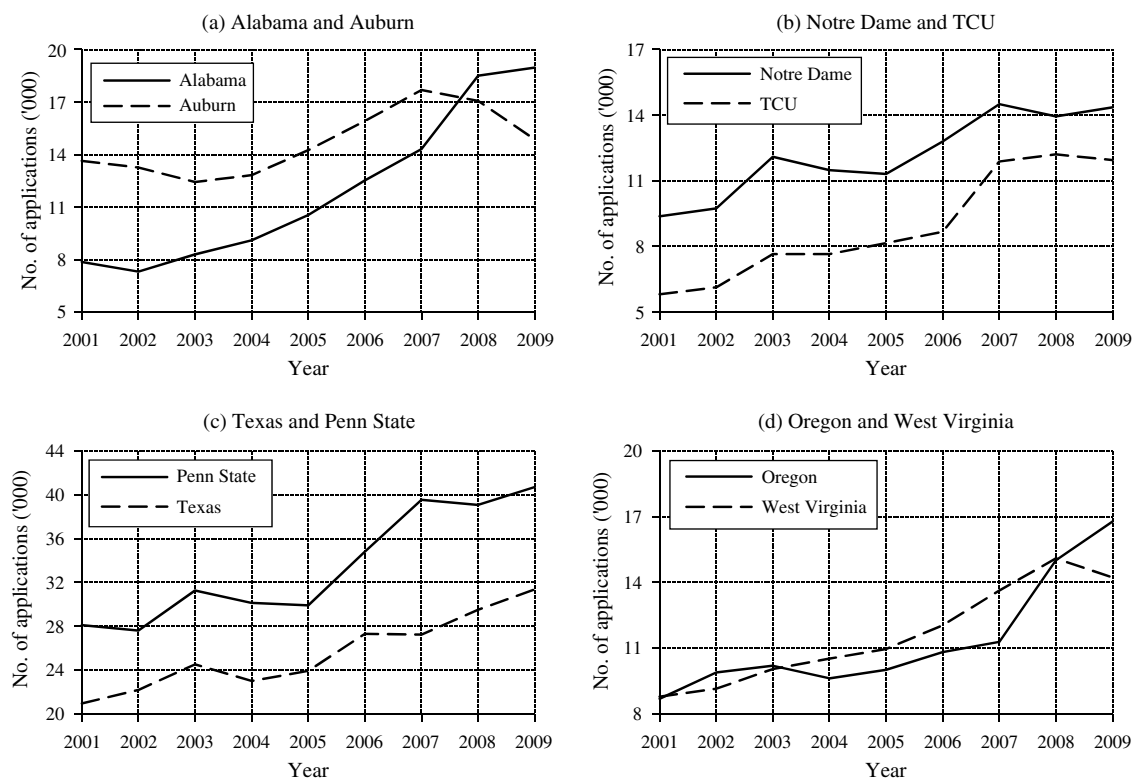 (a) Alabama and Auburn
No. of applications ('000)
20
17
14
11
8
5
Alabama
Auburn
2001 2002 2003 2004 2005 2006 2007 2008 2009
Year
(b) Notre Dame and TCU
No. of applications ('000)
17
14
11
8
5
Notre Dame
TCU
2001 2002 2003 2004 2005 2006 2007 2008 2009
Year
(c) Texas and Penn State
No. of applications ('000)
44
40
36
32
28
24
20
Penn State
Texas
2001 2002 2003 2004 2005 2006 2007 2008 2009
Year
(d) Oregon and West Virginia
No. of applications ('000)
20
17
14
11
8
Oregon
West Virginia
2001 2002 2003 2004 2005 2006 2007 2008 2009
Year